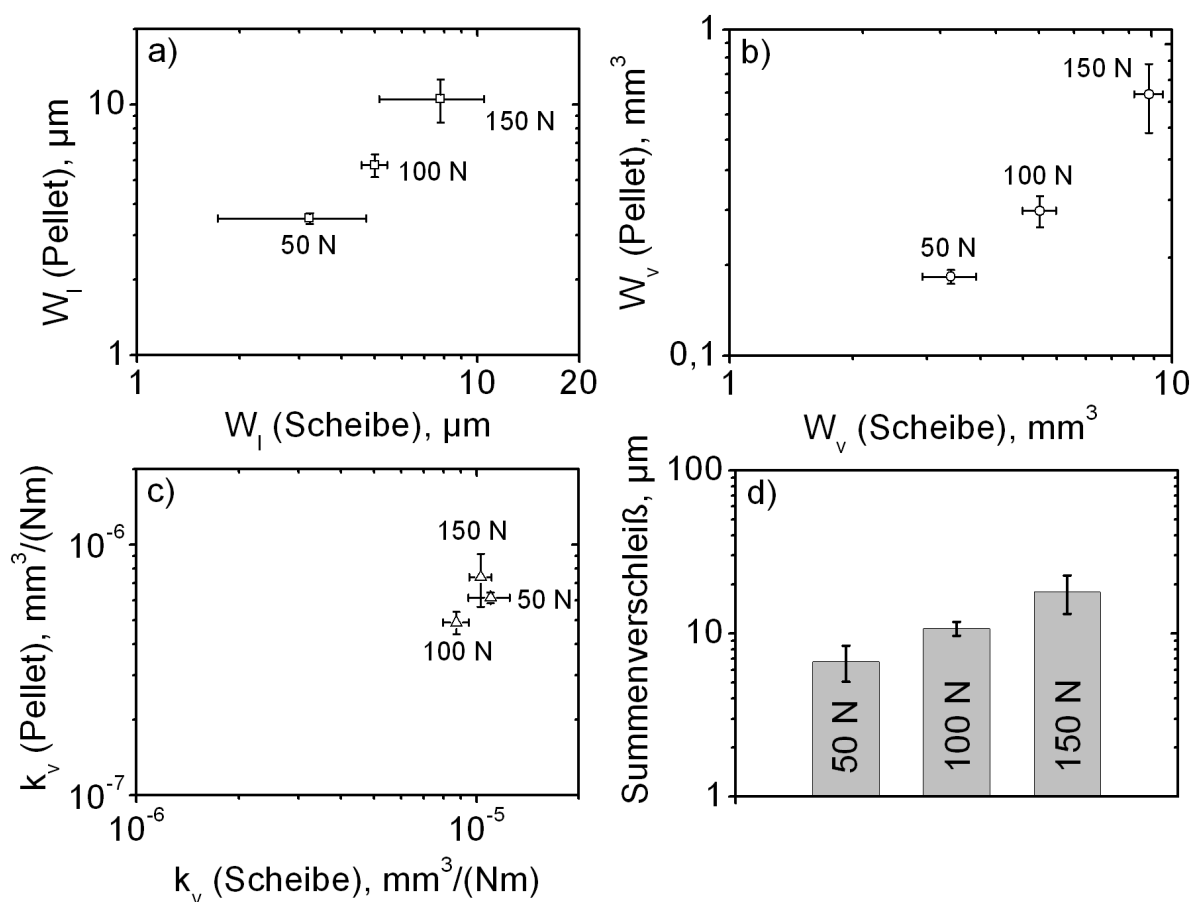 a)
W_l (Pellet), µm
10
1
150 N
100 N
50 N
1
10
20
W_l (Scheibe), µm
b)
W_v (Pellet), mm³
1
0,1
150 N
100 N
50 N
1
10
W_v (Scheibe), mm³
c)
k_v (Pellet), mm³/(Nm)
10⁻⁶
10⁻⁷
150 N
50 N
100 N
10⁻⁶
10⁻⁵
k_v (Scheibe), mm³/(Nm)
d)
Summenverschleiß, µm
100
10
1
50 N
100 N
150 N